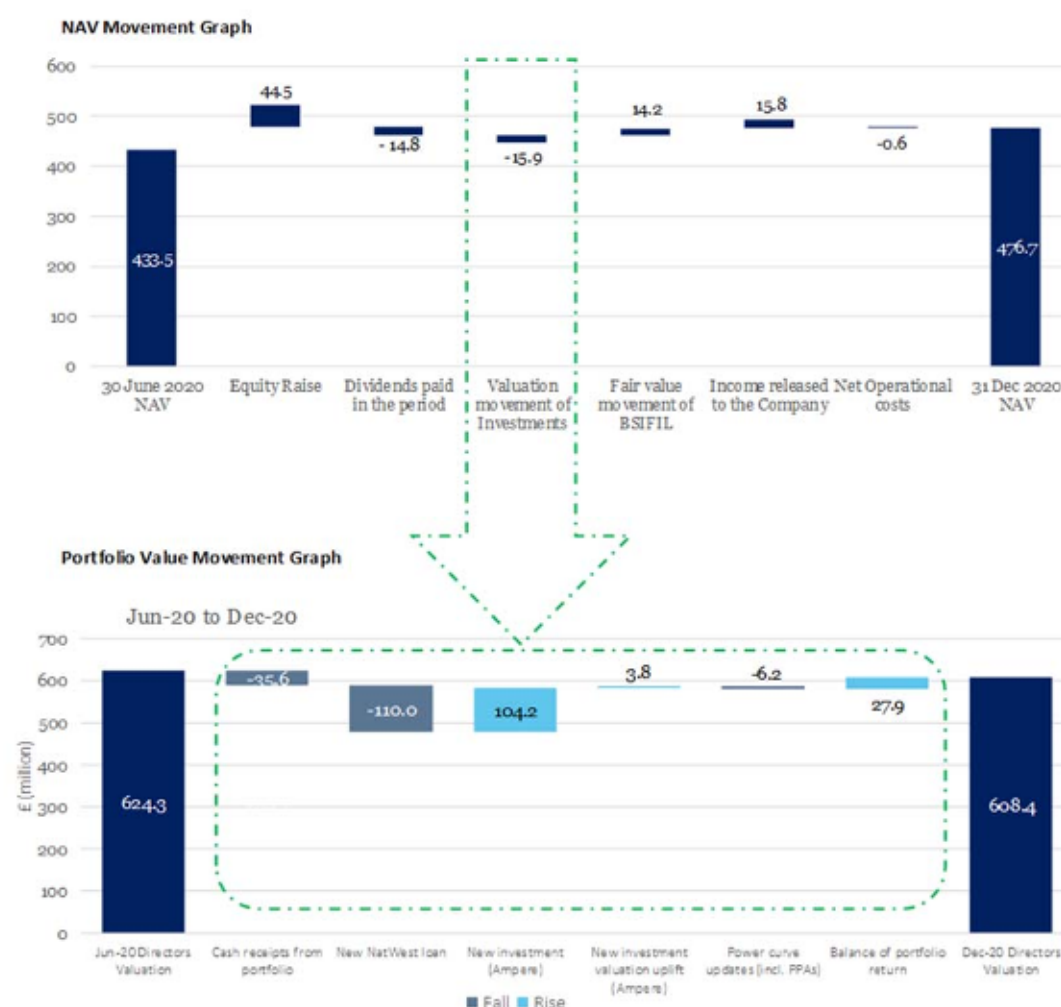 NAV Movement Graph
600
500
400
300
200
100
0
44.5
- 14.8
-15.9
14.2
15.8
-0.6
433.5
476.7
30 June 2020
NAV
Equity Raise
Dividends paid
in the period
Valuation
movement of
Investments
Fair value
movement of
BSIFIL
Income released
to the Company
Net Operational
costs
31 Dec 2020
NAV
Portfolio Value Movement Graph
Jun-20 to Dec-20
£ (million)
700
600
500
400
300
200
100
0
624.3
-35.6
-110.0
104.2
3.8
-6.2
27.9
608.4
Jun-20 Directors
Valuation
Cash receipts from
portfolio
New NatWest loan
New investment
(Ampere)
New investment
valuation uplift
(Ampere)
Power curve
updates (incl. PPAs)
Balance of portfolio
return
Dec-20 Directors
Valuation
Fall Rise